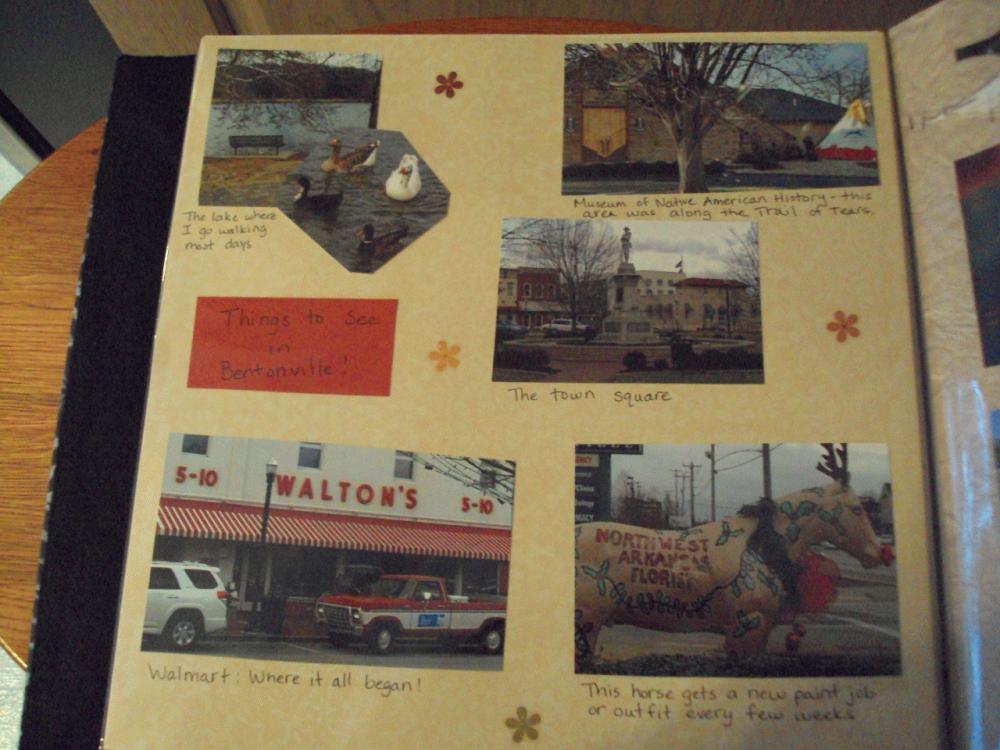 The lake where
I go walking
most days
Museum of Native American History - this
area was along the Trail of Tears.
Things to see
in
Bentonville!
The town square
5-10 WALTON'S 5-10
Walmart: Where it all began!
NORTHWEST
ARKANSAS
FLORIST
This horse gets a new paint job
or outfit every few weeks